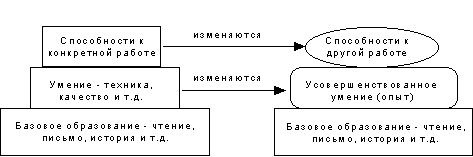 Способности к
конкретной работе
изменяются
Способности к
другой работе
Умение - техника,
качество и т.д.
изменяются
Усовершенствованное
умение (опыт)
Базовое образование - чтение,
письмо, история и т.д.
Базовое образование - чтение,
письмо, история и т.д.